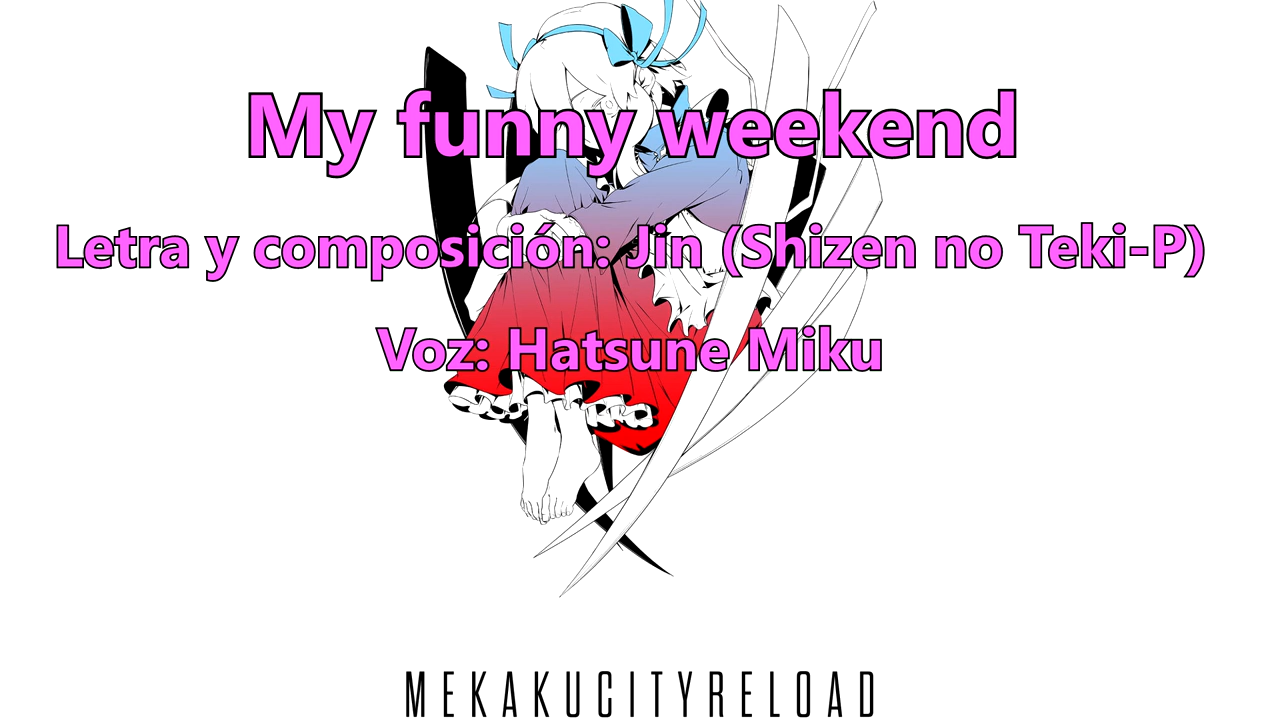 My funny weekend
Letra y composición: Jin (Shizen no Teki-P)
Voz: Hatsune Miku
MEKAKUCITYRELOAD